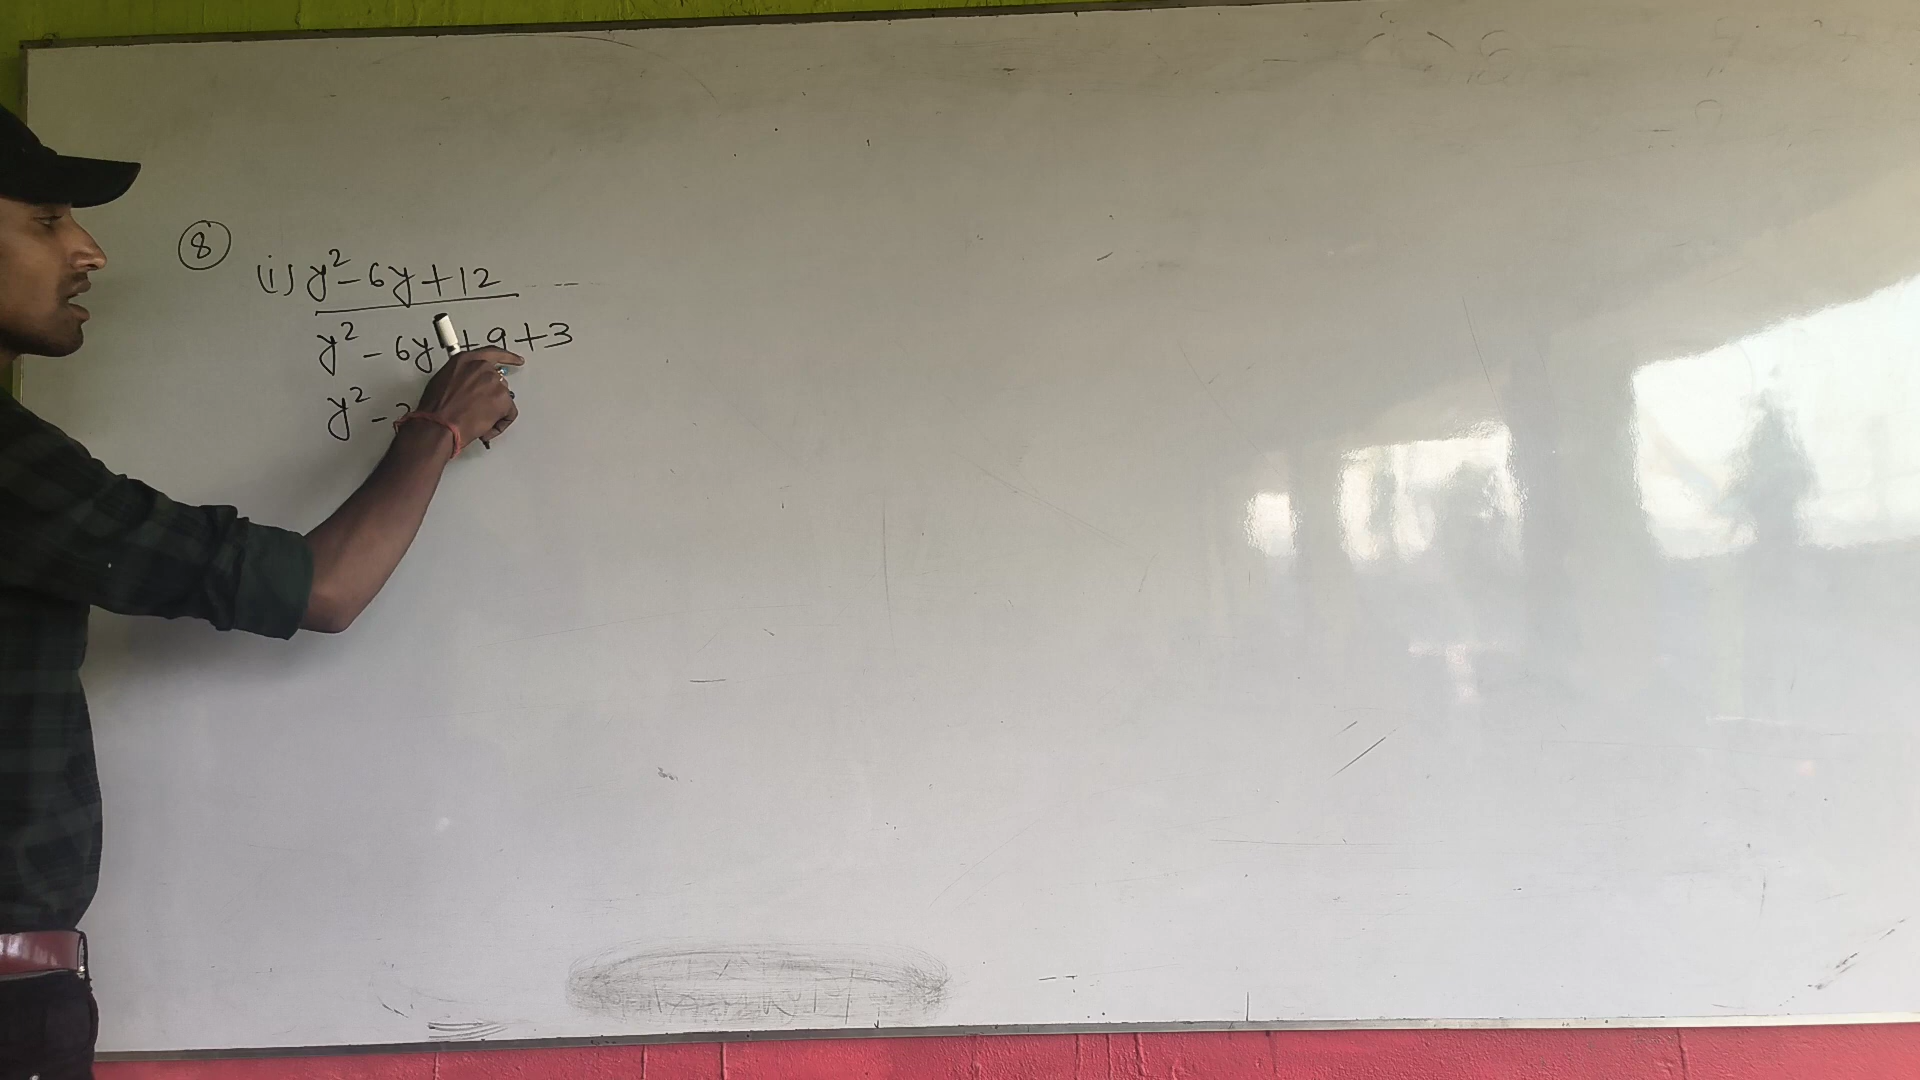 ⑧ (i) y² - 6y + 12
y² - 6y + 9 + 3
y² -